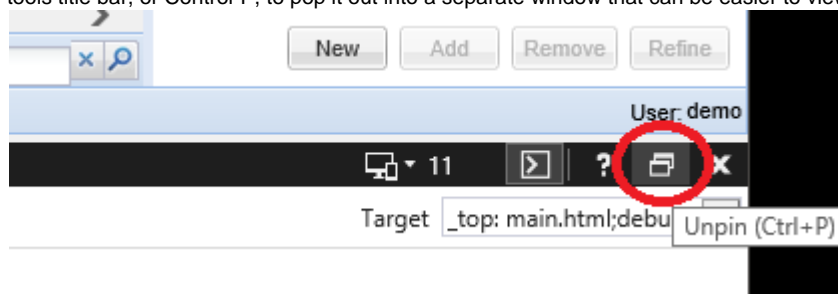 tools title bar, or Control P, to pop it out into a separate window that can be easier to view
New Add Remove Refine
User: demo
11 ?
Target _top: main.html;debu
Unpin (Ctrl+P)